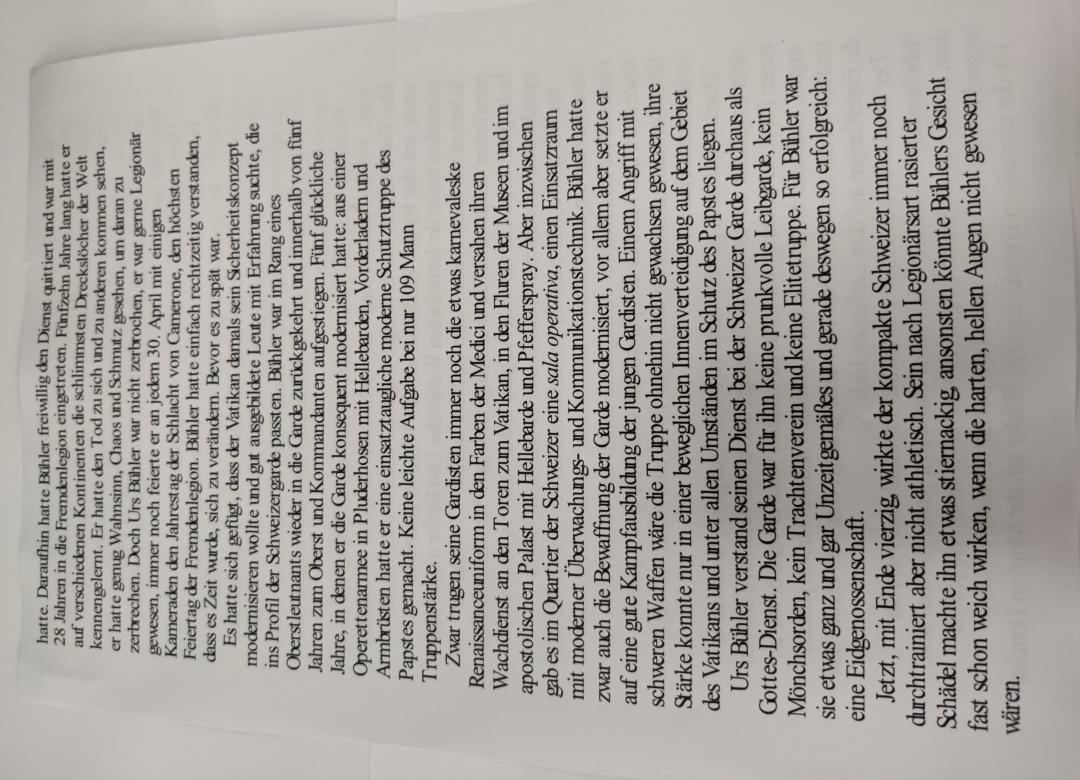 hatte. Daraufhin hatte Bühler freiwillig den Dienst quittiert und war mit
28 Jahren in die Fremdenlegion eingetreten. Fünfzehn Jahre lang hatte er
auf verschiedenen Kontinenten die schlimmsten Dreckslöcher der Welt
kennengelernt. Er hatte den Tod zu sich und zu anderen kommen sehen,
er hatte genug Wahnsinn, Chaos und Schmutz gesehen, um daran zu
zerbrechen. Doch Urs Bühler war nicht zerbrochen, er war gerne Legionär
gewesen, immer noch feierte er an jedem 30. April mit einigen
Kameraden den Jahrestag der Schlacht von Camerone, den höchsten
Feiertag der Fremdenlegion. Bühler hatte einfach rechtzeitig verstanden,
dass es Zeit wurde, sich zu verändern. Bevor es zu spät war.
Es hatte sich gefügt, dass der Vatikan damals sein Sicherheitskonzept
modernisieren wollte und gut ausgebildete Leute mit Erfahrung suchte, die
ins Profil der Schweizergarde passten. Bühler war im Rang eines
Oberstleutnants wieder in die Garde zurückgekehrt und innerhalb von fünf
Jahren zum Oberst und Kommandanten aufgestiegen. Fünf glückliche
Jahre, in denen er die Garde konsequent modernisiert hatte: aus einer
Operettenarmee in Pluderhosen mit Hellebarden, Vorderladern und
Armbrüsten hatte er eine einsatztaugliche moderne Schutztruppe des
Papstes gemacht. Keine leichte Aufgabe bei nur 109 Mann
Truppenstärke.
Zwar trugen seine Gardisten immer noch die etwas karnevaleske
Renaissanceuniform in den Farben der Medici und versahen ihren
Wachdienst an den Toren zum Vatikan, in den Fluren der Museen und im
apostolischen Palast mit Hellebarde und Pfefferspray. Aber inzwischen
gab es im Quartier der Schweizer eine sala operativa, einen Einsatzraum
mit moderner Überwachungs- und Kommunikationstechnik. Bühler hatte
zwar auch die Bewaffnung der Garde modernisiert, vor allem aber setzte er
auf eine gute Kampfausbildung der jungen Gardisten. Einem Angriff mit
schweren Waffen wäre die Truppe ohnehin nicht gewachsen gewesen, ihre
Stärke konnte nur in einer beweglichen Innenverteidigung auf dem Gebiet
des Vatikans und unter allen Umständen im Schutz des Papstes liegen.
Urs Bühler verstand seinen Dienst bei der Schweizer Garde durchaus als
Gottes-Dienst. Die Garde war für ihn keine prunkvolle Leibgarde, kein
Mönchsorden, kein Trachtenverein und keine Elitetruppe. Für Bühler war
sie etwas ganz und gar Unzeitgemäßes und gerade deswegen so erfolgreich:
eine Eidgenossenschaft.
Jetzt, mit Ende vierzig, wirkte der kompakte Schweizer immer noch
durchtrainiert aber nicht athletisch. Sein nach Legionärsart rasierter
Schädel machte ihn etwas stiernackig, ansonsten könnte Bühlers Gesicht
fast schon weich wirken, wenn die harten, hellen Augen nicht gewesen
wären.